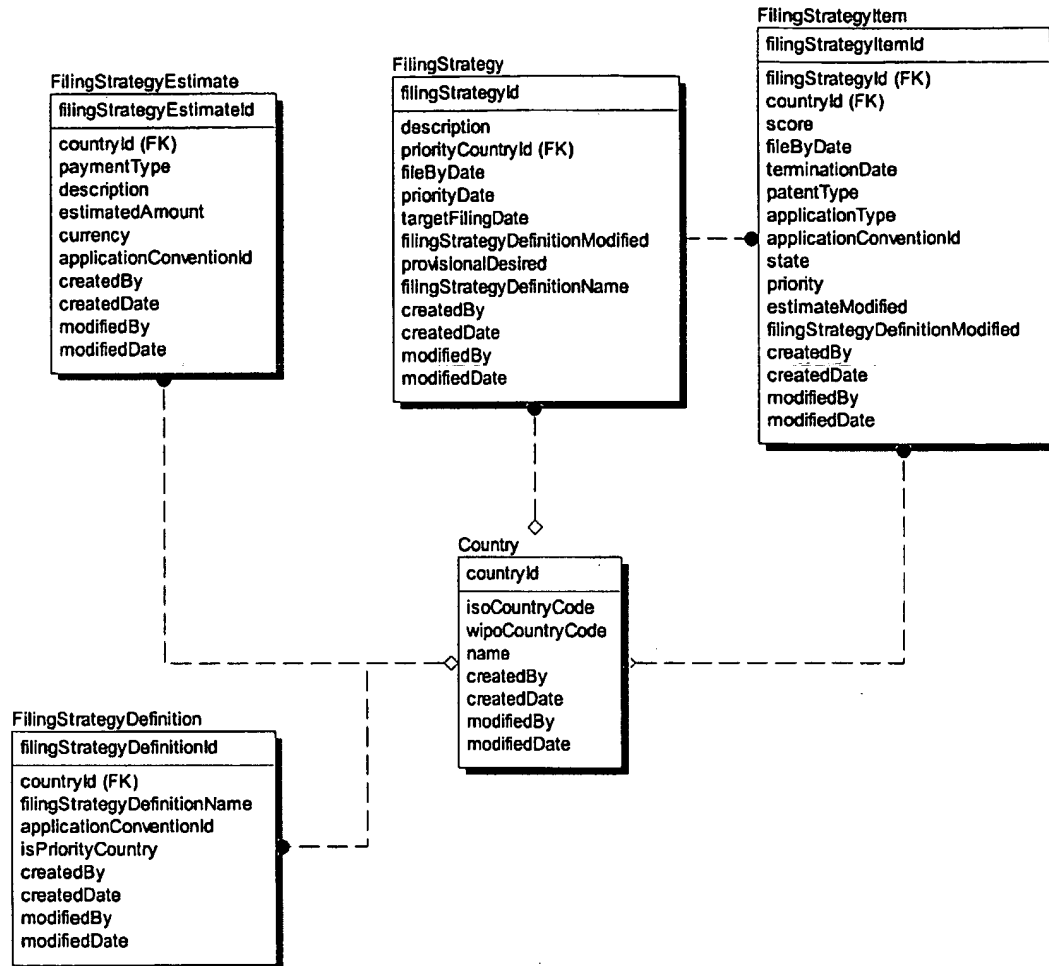 FilingStrategyEstimate
filingStrategyEstimateId
countryId (FK)
paymentType
description
estimatedAmount
currency
applicationConventionId
createdBy
createdDate
modifiedBy
modifiedDate
FilingStrategy
filingStrategyId
description
priorityCountryId (FK)
fileByDate
priorityDate
targetFilingDate
filingStrategyDefinitionModified
provisionalDesired
filingStrategyDefinitionName
createdBy
createdDate
modifiedBy
modifiedDate
FilingStrategyItem
filingStrategyItemId
filingStrategyId (FK)
countryId (FK)
score
fileByDate
terminationDate
patentType
applicationType
applicationConventionId
state
priority
estimateModified
filingStrategyDefinitionModified
createdBy
createdDate
modifiedBy
modifiedDate
Country
countryId
isoCountryCode
wipoCountryCode
name
createdBy
createdDate
modifiedBy
modifiedDate
FilingStrategyDefinition
filingStrategyDefinitionId
countryId (FK)
filingStrategyDefinitionName
applicationConventionId
isPriorityCountry
createdBy
createdDate
modifiedBy
modifiedDate